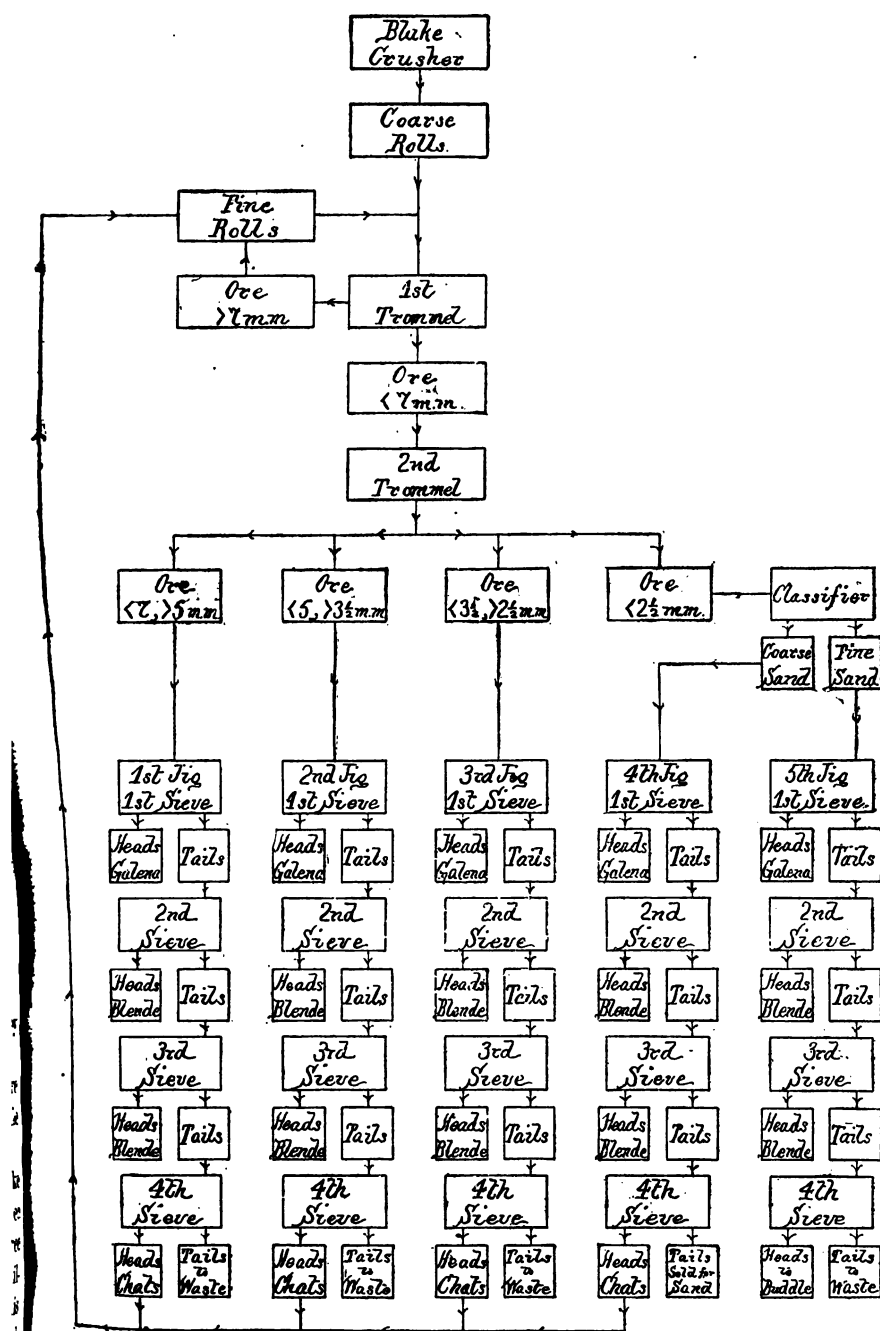 Blake
Crusher
Coarse
Rolls.
Fine
Rolls
Ore
>7mm
1st
Trommel
Ore
<7m.m.
2nd
Trommel
Ore
<7,>5mm
Ore
<5,>3½m.m
Ore
<3½,>2½mm
Ore
<2½mm.
Classifier
Coarse
Sand
Fine
Sand
1st Jig
1st Sieve
2nd Jig
1st Sieve
3rd Jig
1st Sieve
4th Jig
1st Sieve
5th Jig
1st Sieve
Heads
Galena
Tails
Heads
Galena
Tails
Heads
Galena
Tails
Heads
Galena
Tails
Heads
Galena
Tails
2nd
Sieve
2nd
Sieve
2nd
Sieve
2nd
Sieve
2nd
Sieve
Heads
Blende
Tails
Heads
Blende
Tails
Heads
Blende
Tails
Heads
Blende
Tails
Heads
Blende
Tails
3rd
Sieve
3rd
Sieve
3rd
Sieve
3rd
Sieve
3rd
Sieve
Heads
Blende
Tails
Heads
Blende
Tails
Heads
Blende
Tails
Heads
Blende
Tails
Heads
Blende
Tails
4th
Sieve
4th
Sieve
4th
Sieve
4th
Sieve
4th
Sieve
Heads
Chats
Tails
to
Waste
Heads
Chats
Tails
to
Waste
Heads
Chats
Tails
to
Waste
Heads
Chats
Tails
Sold for
Sand
Heads
to
Buddle
Tails
to
Waste